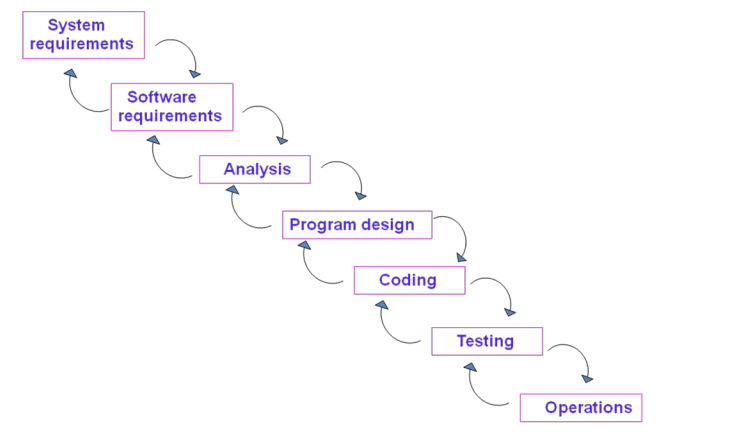 System
requirements
Software
requirements
Analysis
Program design
Coding
Testing
Operations